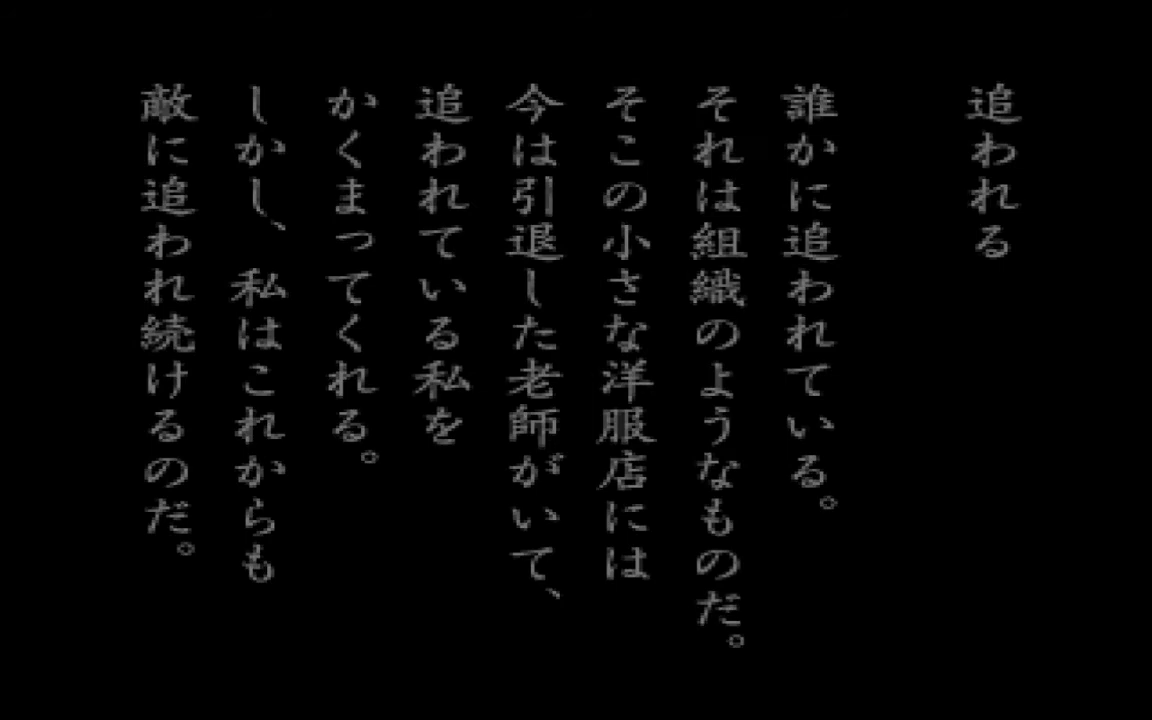 追われる
誰かに追われている。
それは組織のようなものだ。
そこの小さな洋服店には
今は引退した老師がいて、
追われている私を
かくまってくれる。
しかし、私はこれからも
敵に追われ続けるのだ。